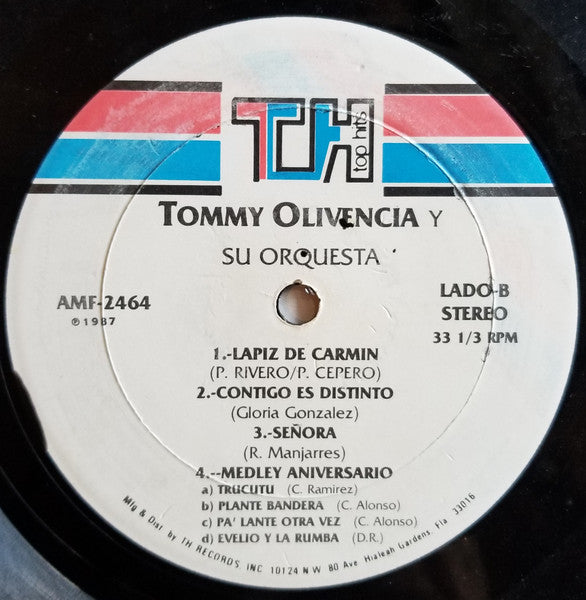 TH
top hits
TOMMY OLIVENCIA Y
SU ORQUESTA
AMF-2464
℗ 1987
LADO-B
STEREO
33 1/3 RPM
1.-LAPIZ DE CARMIN
(P. RIVERO/P. CEPERO)
2.-CONTIGO ES DISTINTO
(Gloria Gonzalez)
3.-SEÑORA
(R. Manjarres)
4.--MEDLEY ANIVERSARIO
a) TRUCUTU (C. Ramirez)
b) PLANTE BANDERA (C. Alonso)
c) PA' LANTE OTRA VEZ (C. Alonso)
d) EVELIO Y LA RUMBA (D.R.)
Mfg & Dist. by TH RECORDS, INC 10124 N W 80 Ave Hialeah Gardens, Fla 33016